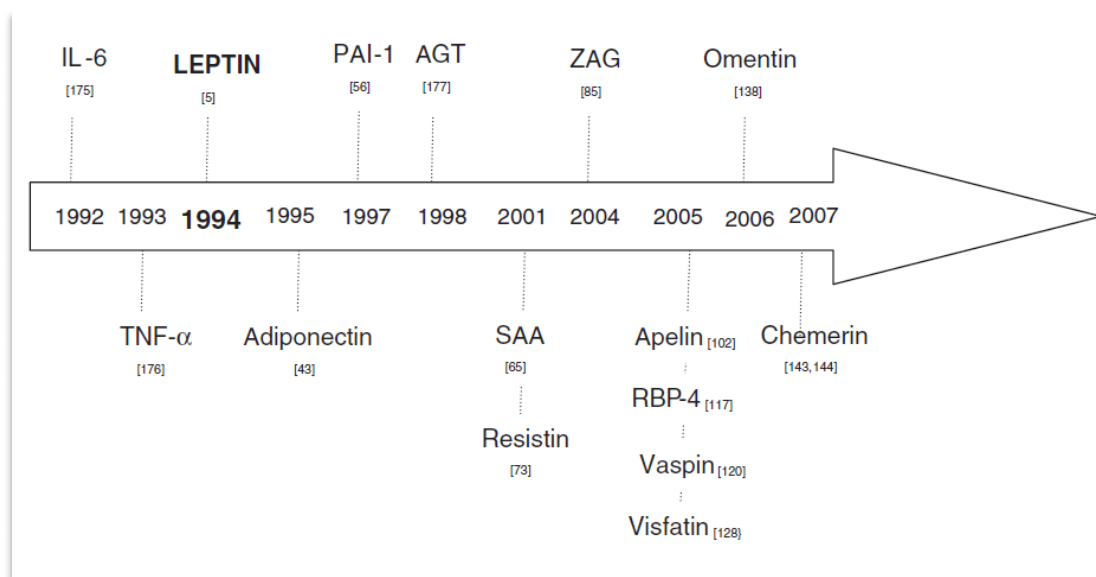 IL-6
[175]
LEPTIN
[5]
PAI-1
[56]
AGT
[177]
ZAG
[85]
Omentin
[138]
1992 1993 1994 1995 1997 1998 2001 2004 2005 2006 2007
TNF-α
[176]
Adiponectin
[43]
SAA
[65]
Resistin
[73]
Apelin [102]
RBP-4 [117]
Vaspin [120]
Visfatin [128}
Chemerin
[143,144]